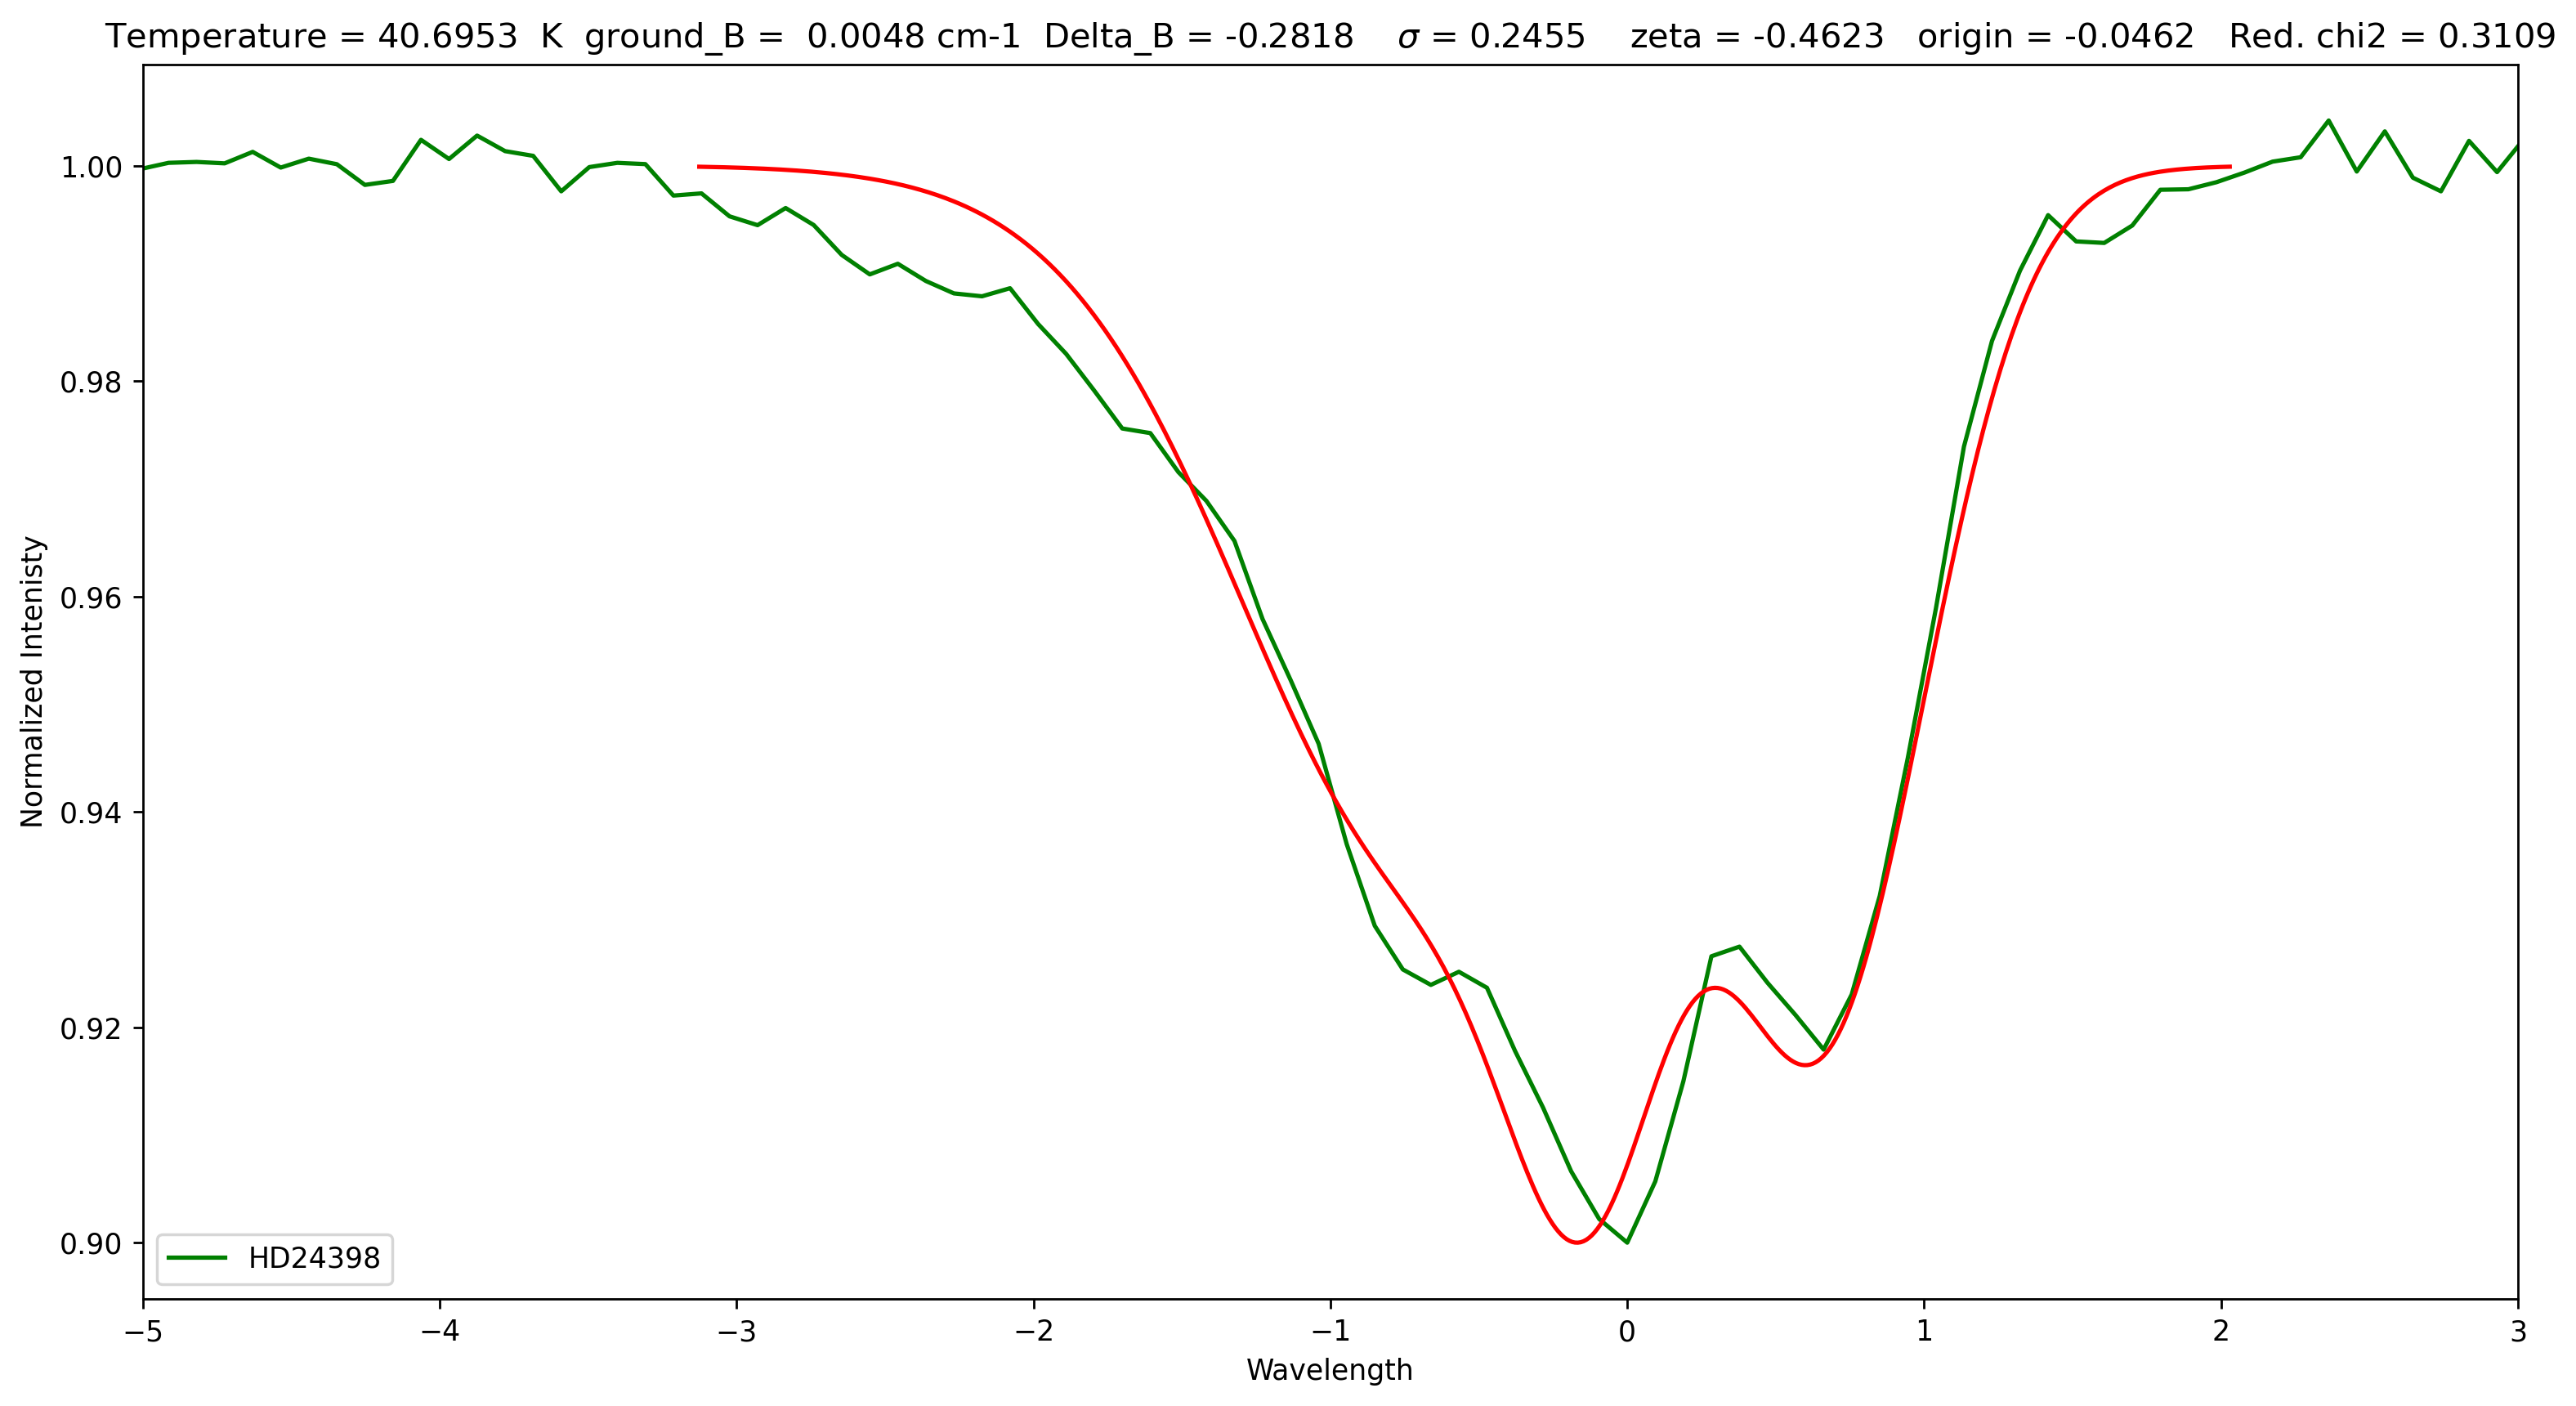 Temperature = 40.6953 K ground_B = 0.0048 cm-1 Delta_B = -0.2818 σ = 0.2455 zeta = -0.4623 origin = -0.0462 Red. chi2 = 0.3109
1.00
0.98
0.96
0.94
0.92
0.90
Normalized Intenisty
HD24398
−5 −4 −3 −2 −1 0 1 2 3
Wavelength